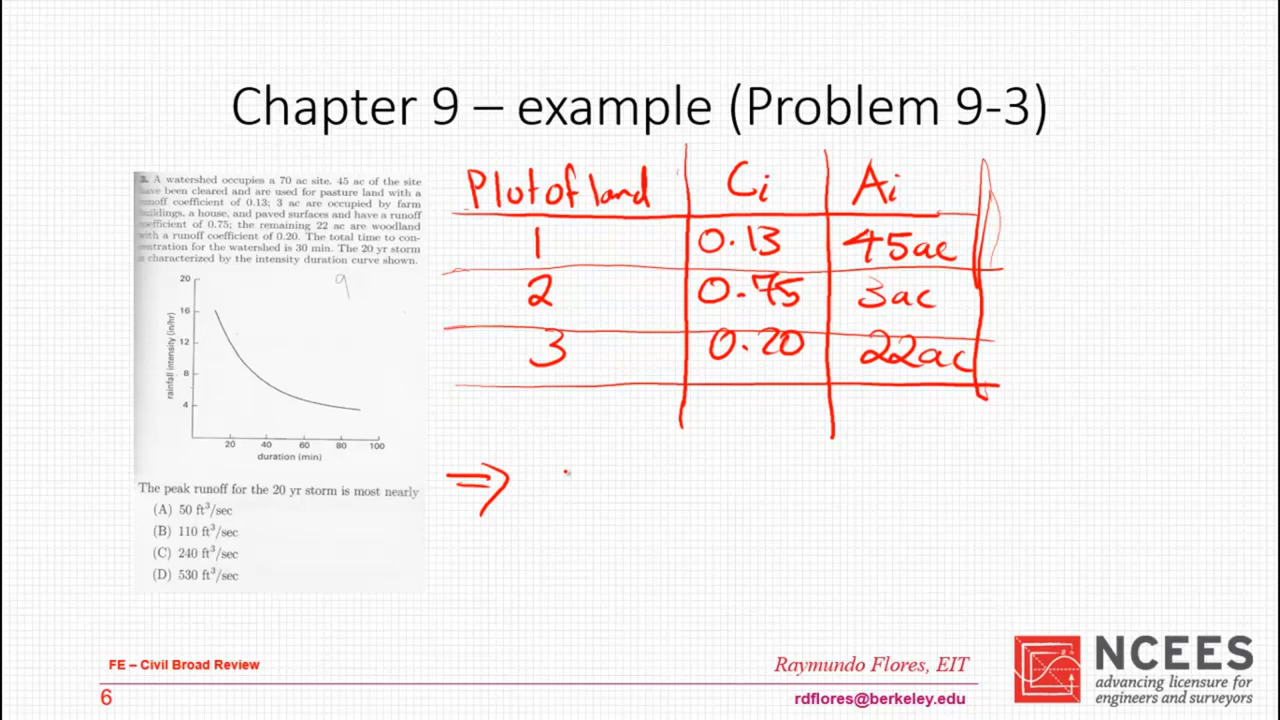 Chapter 9 – example (Problem 9-3)
3. A watershed occupies a 70 ac site. 45 ac of the site
have been cleared and are used for pasture land with a
runoff coefficient of 0.13; 3 ac are occupied by farm
buildings, a house, and paved surfaces and have a runoff
coefficient of 0.75; the remaining 22 ac are woodland
with a runoff coefficient of 0.20. The total time to con-
centration for the watershed is 30 min. The 20 yr storm
is characterized by the intensity duration curve shown.
20
16
12
8
4
rainfall intensity (in/hr)
9
20 40 60 80 100
duration (min)
The peak runoff for the 20 yr storm is most nearly
(A) 50 ft³/sec
(B) 110 ft³/sec
(C) 240 ft³/sec
(D) 530 ft³/sec
Plot of land Ci Ai
1 0.13 45ac
2 0.75 3ac
3 0.20 22ac
⇒
FE – Civil Broad Review
6
Raymundo Flores, EIT
rdflores@berkeley.edu
NCEES
advancing licensure for
engineers and surveyors